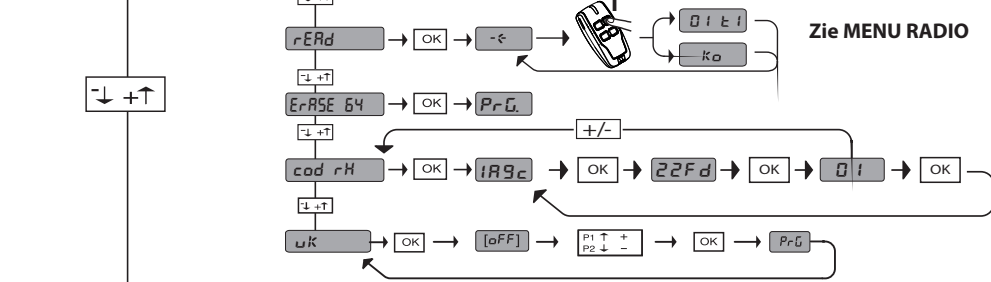 01 t1
Zie MENU RADIO
rEAd OK -< Ko
-↓ +↑
-↓ +↑
ErASE 64 OK PrG.
-↓ +↑
+/-
cod rX OK 1A9c OK 22Fd OK 01 OK
-↓ +↑
uK OK [oFF] P1 ↑ + OK PrG
P2 ↓ -